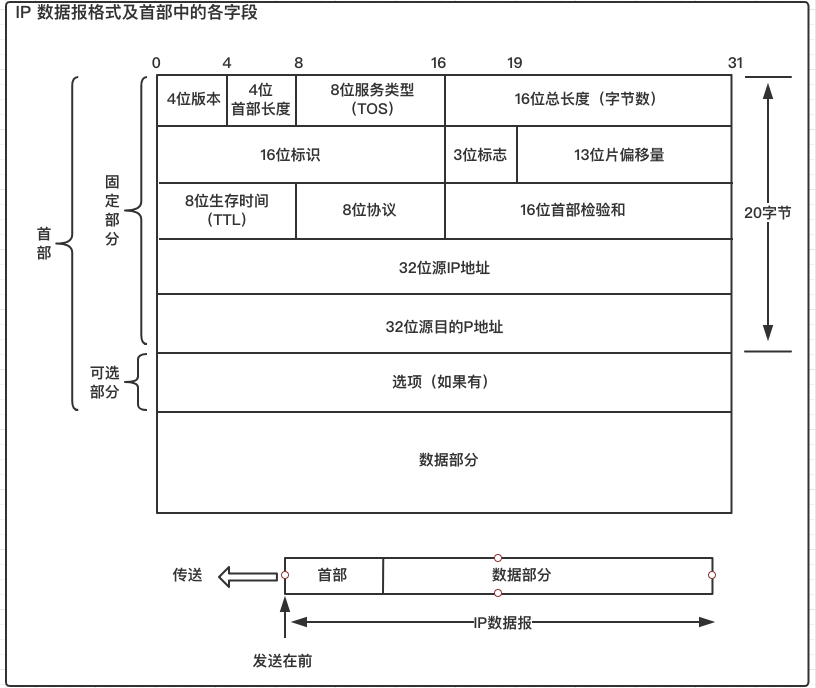 IP 数据报格式及首部中的各字段
0 4 8 16 19 31
4位版本
4位
首部长度
8位服务类型
（TOS）
16位总长度（字节数）
16位标识
3位标志
13位片偏移量
8位生存时间
（TTL）
8位协议
16位首部检验和
32位源IP地址
32位源目的P地址
选项（如果有）
数据部分
首
部
固
定
部
分
可选
部分
20字节
传送
首部
数据部分
IP数据报
发送在前